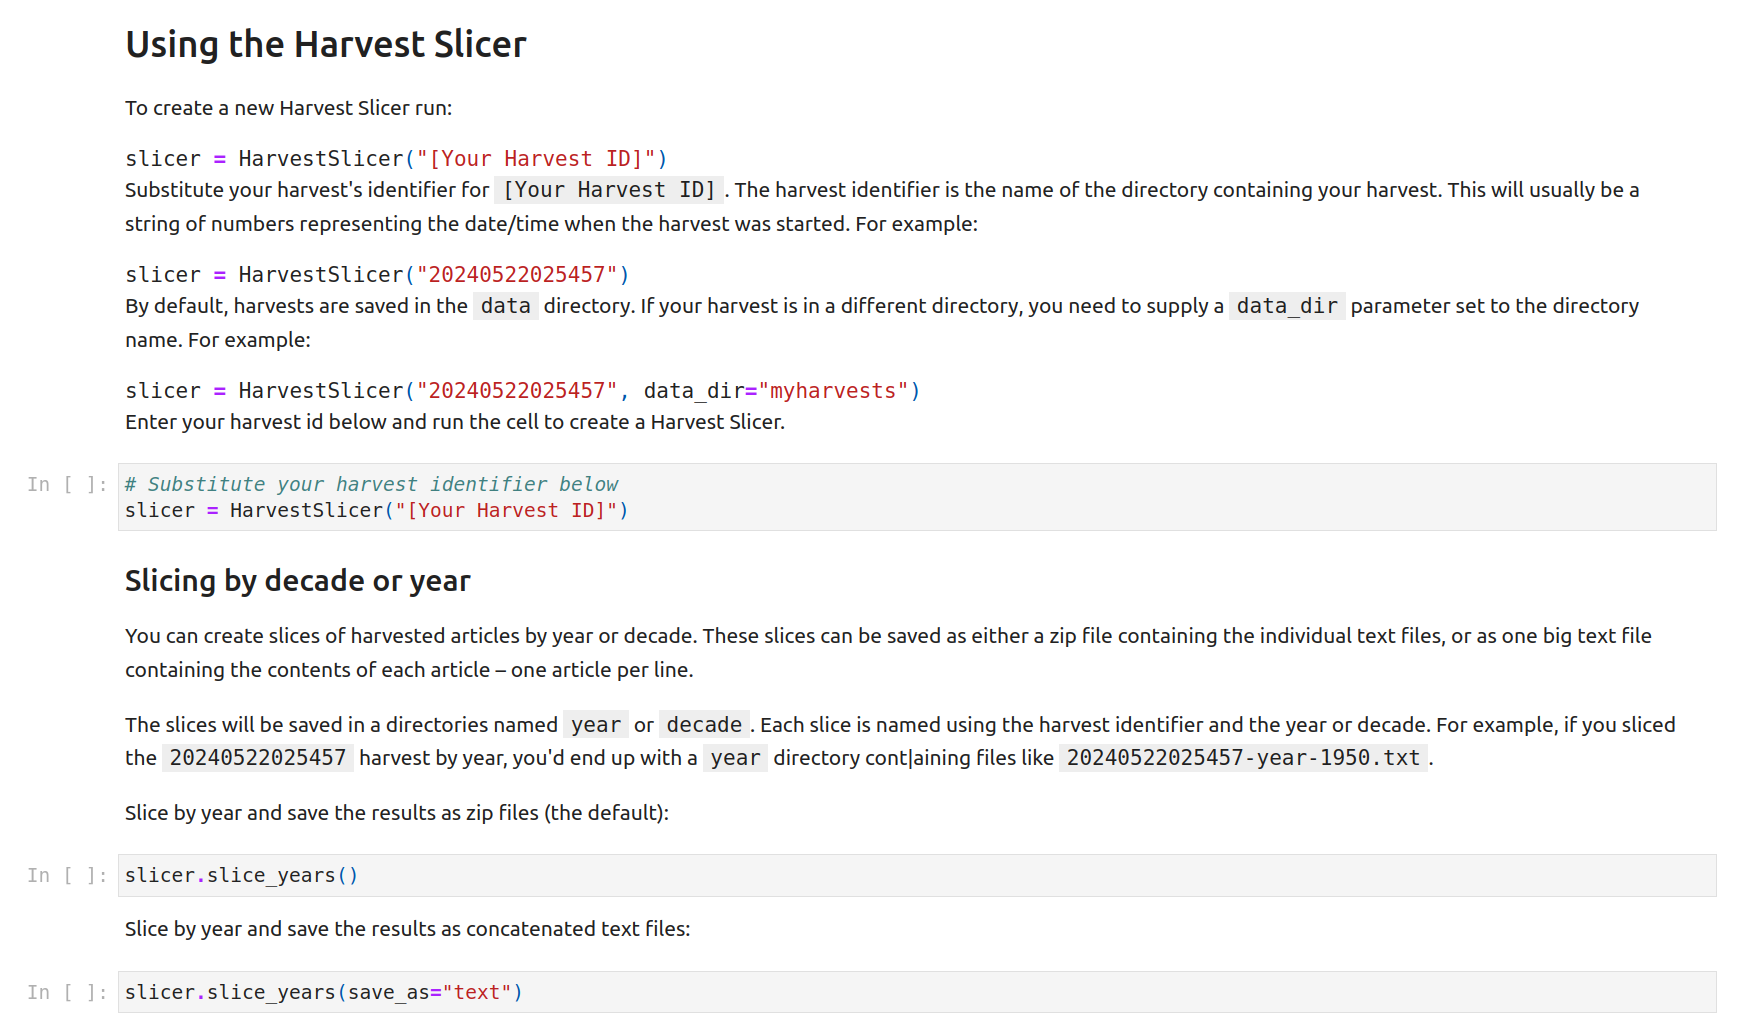 Using the Harvest Slicer
To create a new Harvest Slicer run:
slicer = HarvestSlicer("[Your Harvest ID]")
Substitute your harvest's identifier for [Your Harvest ID]. The harvest identifier is the name of the directory containing your harvest. This will usually be a
string of numbers representing the date/time when the harvest was started. For example:
slicer = HarvestSlicer("20240522025457")
By default, harvests are saved in the data directory. If your harvest is in a different directory, you need to supply a data_dir parameter set to the directory
name. For example:
slicer = HarvestSlicer("20240522025457", data_dir="myharvests")
Enter your harvest id below and run the cell to create a Harvest Slicer.
In [ ]: # Substitute your harvest identifier below
slicer = HarvestSlicer("[Your Harvest ID]")
Slicing by decade or year
You can create slices of harvested articles by year or decade. These slices can be saved as either a zip file containing the individual text files, or as one big text file
containing the contents of each article – one article per line.
The slices will be saved in a directories named year or decade. Each slice is named using the harvest identifier and the year or decade. For example, if you sliced
the 20240522025457 harvest by year, you'd end up with a year directory cont|aining files like 20240522025457-year-1950.txt.
Slice by year and save the results as zip files (the default):
In [ ]: slicer.slice_years()
Slice by year and save the results as concatenated text files:
In [ ]: slicer.slice_years(save_as="text")